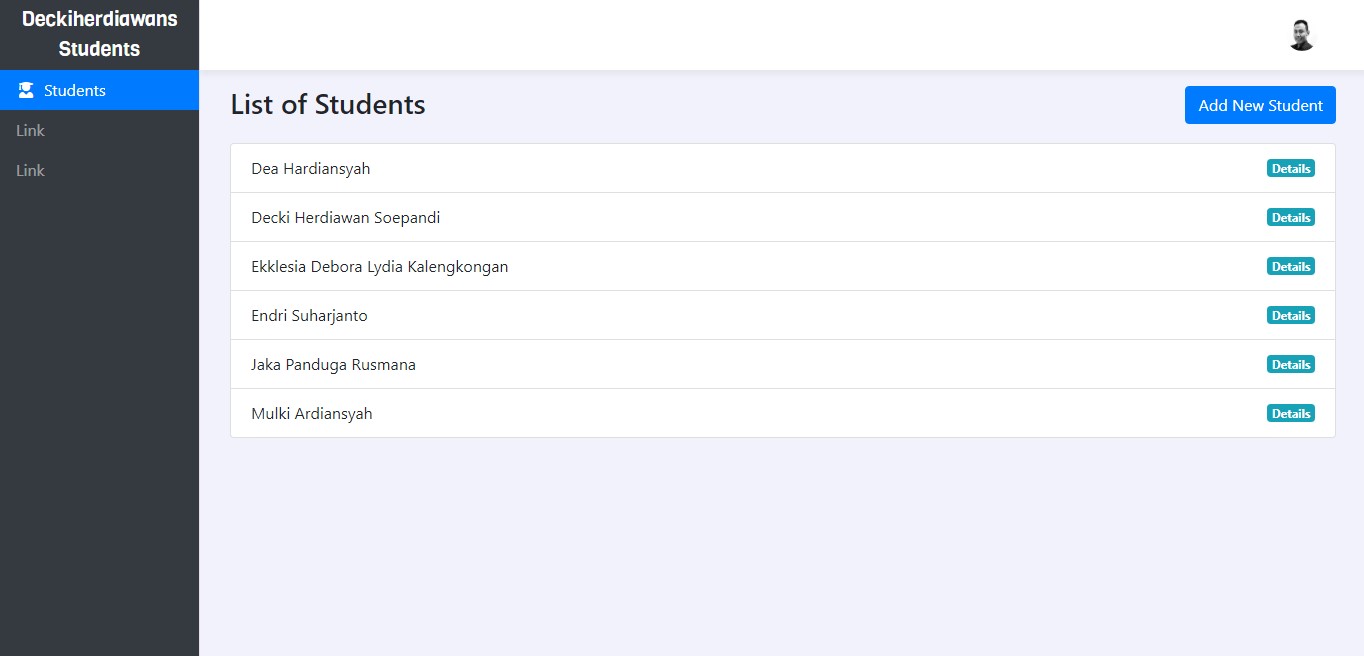 Deckiherdiawans
Students
Students
Link
Link
List of Students
Add New Student
Dea Hardiansyah
Details
Decki Herdiawan Soepandi
Details
Ekklesia Debora Lydia Kalengkongan
Details
Endri Suharjanto
Details
Jaka Panduga Rusmana
Details
Mulki Ardiansyah
Details